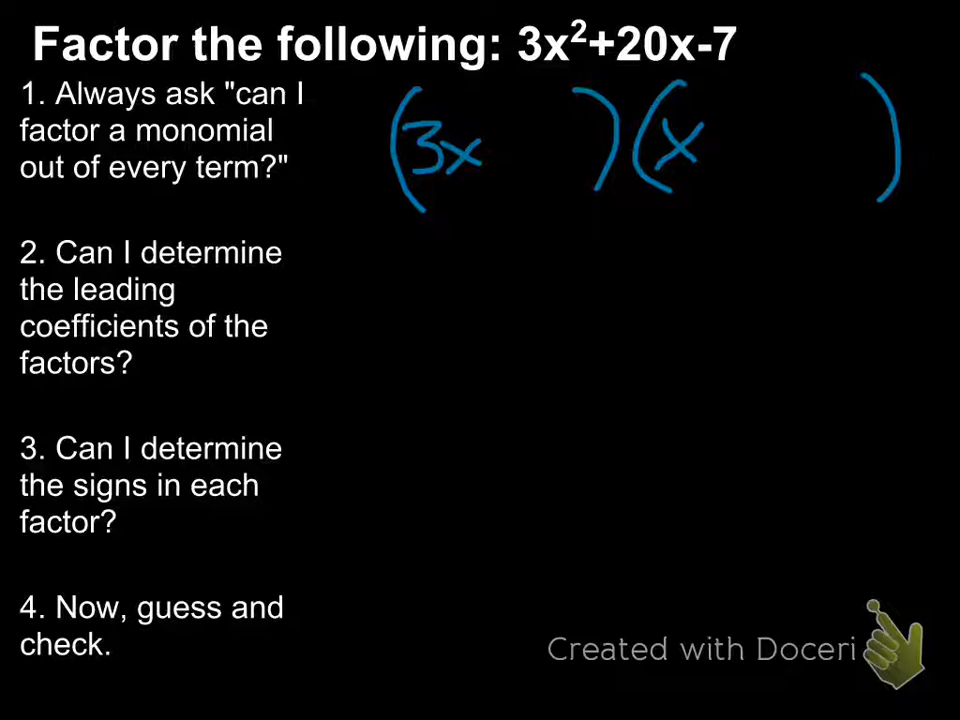 Factor the following: 3x²+20x-7
1. Always ask "can I
factor a monomial
out of every term?"
(3x )(x )
2. Can I determine
the leading
coefficients of the
factors?
3. Can I determine
the signs in each
factor?
4. Now, guess and
check.
Created with Doceri